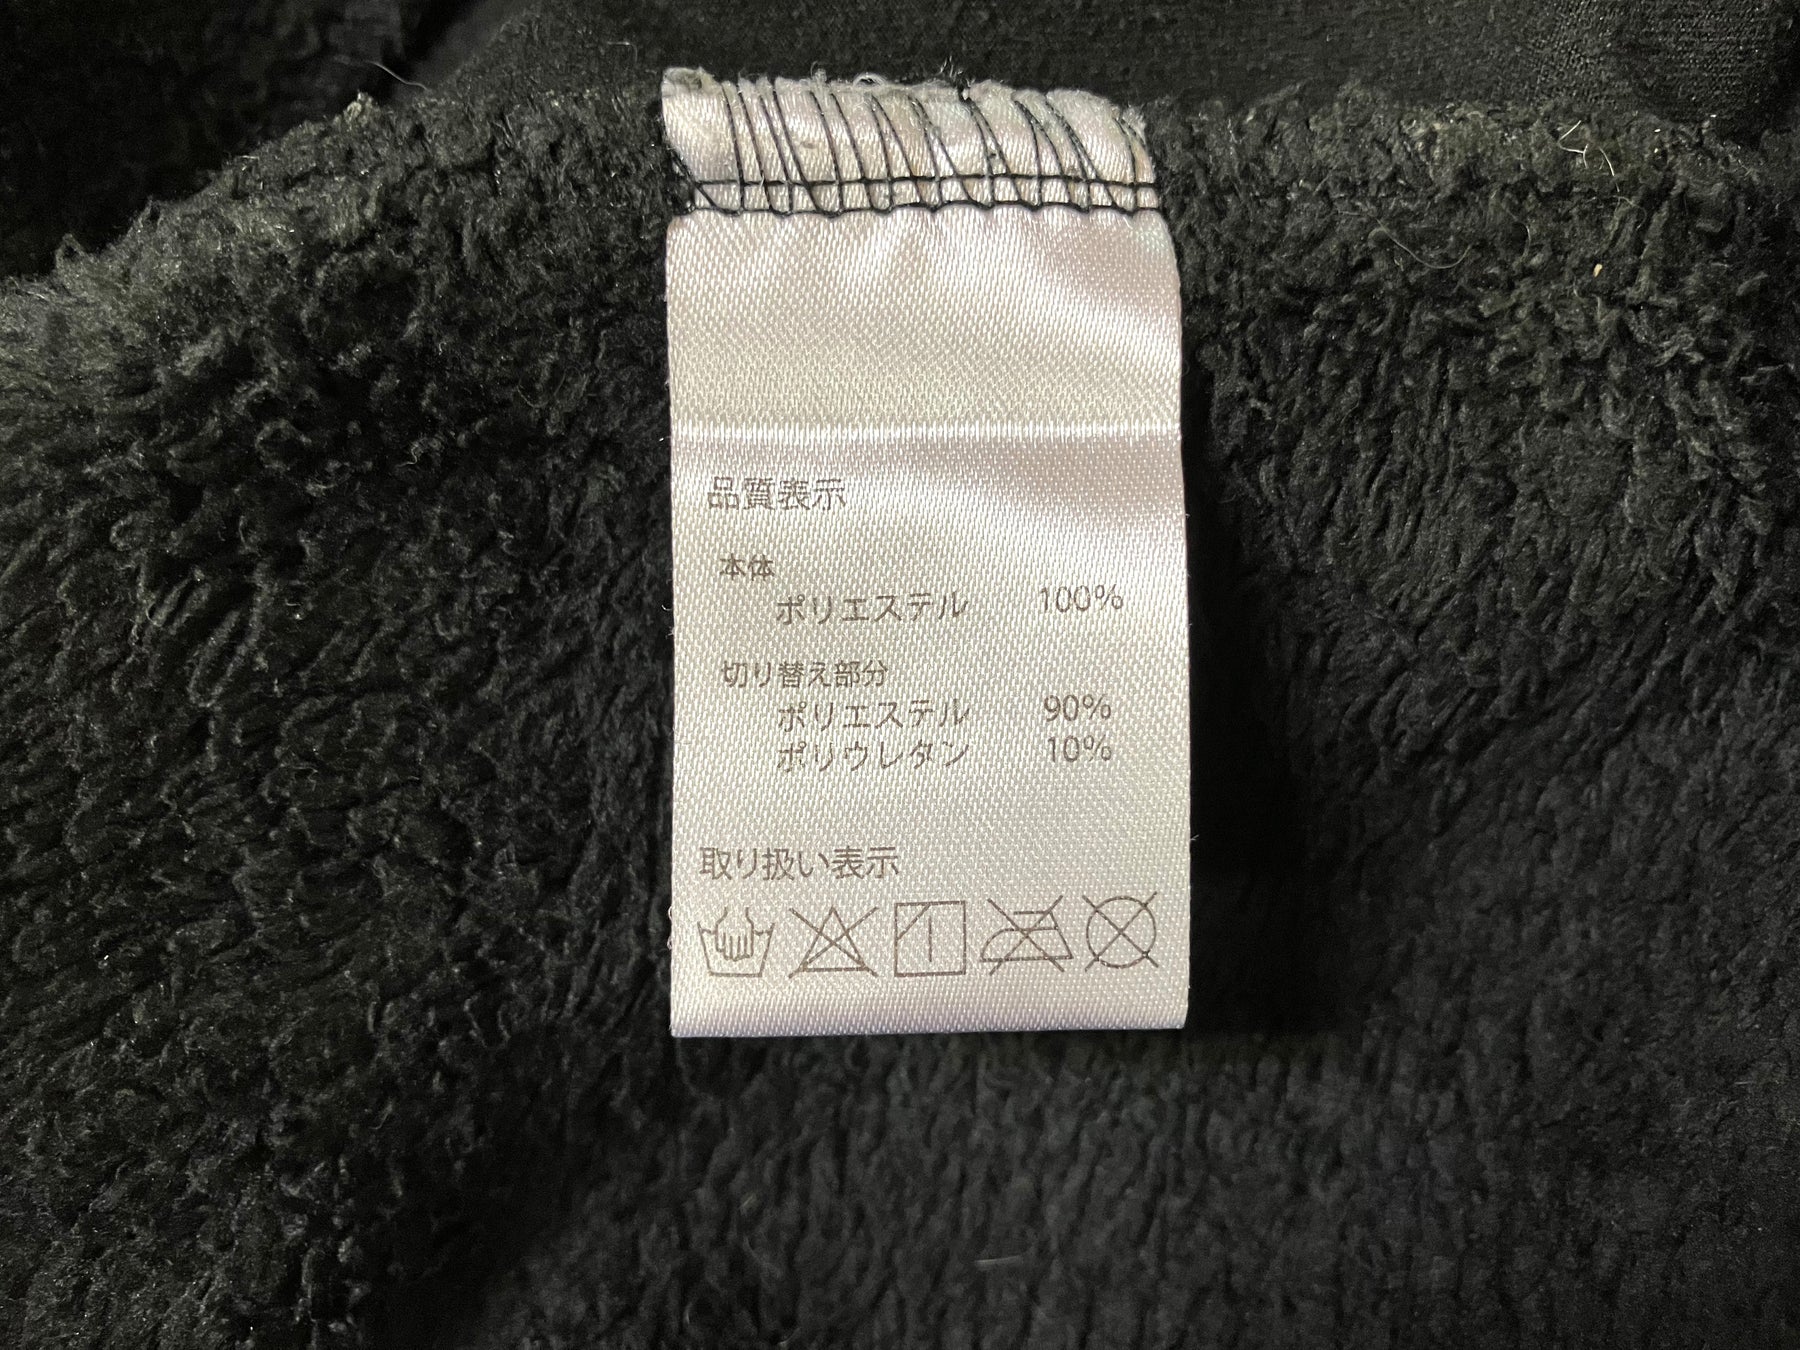 品質表示
本体
ポリエステル 100%
切り替え部分
ポリエステル 90%
ポリウレタン 10%
取り扱い表示